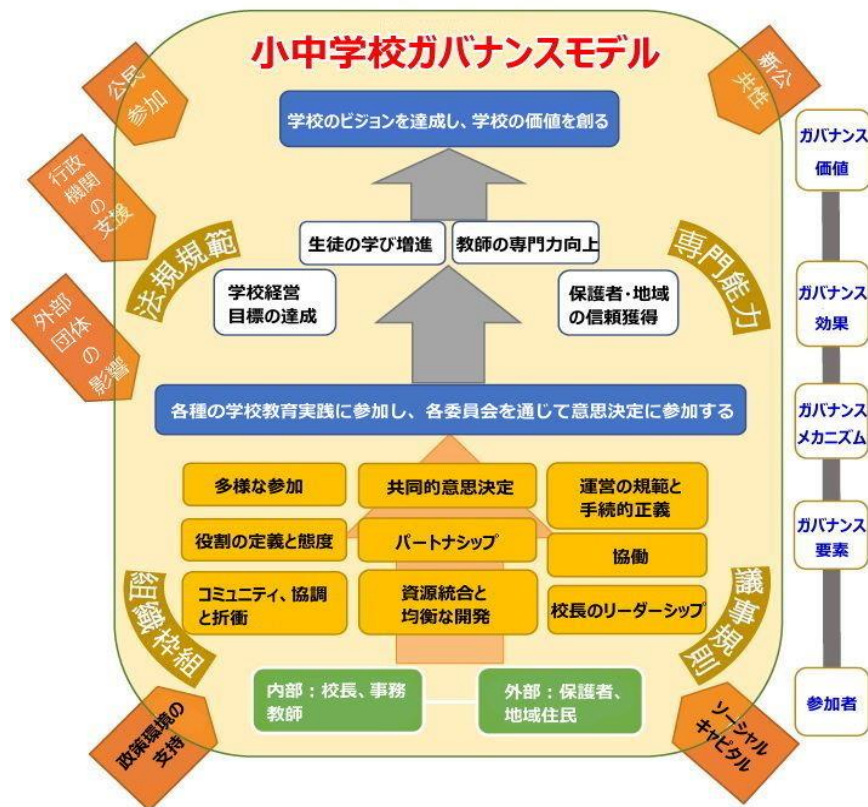 小中学校ガバナンスモデル
公民
参加
新公
共性
学校のビジョンを達成し、学校の価値を創る
ガバナンス
価値
行政
機関
の
支援
生徒の学び増進
教師の専門力向上
法規規範
専門能力
学校経営
目標の達成
保護者・地域
の信頼獲得
ガバナンス
効果
外部
団体
の
影響
各種の学校教育実践に参加し、各委員会を通じて意思決定に参加する
ガバナンス
メカニズム
多様な参加
共同的意思決定
運営の規範と
手続的正義
役割の定義と態度
パートナシップ
協働
ガバナンス
要素
コミュニティ、協調
と折衝
資源統合と
均衡な開発
校長のリーダーシップ
組織枠組
議事規則
内部：校長、事務
教師
外部：保護者、
地域住民
参加者
政策環境の
支持
ソーシャル
キャピタル